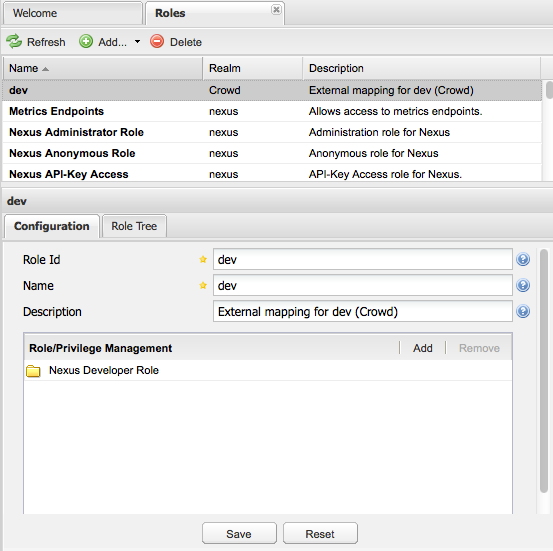 Welcome Roles
Refresh Add... Delete
Name Realm Description
dev Crowd External mapping for dev (Crowd)
Metrics Endpoints nexus Allows access to metrics endpoints.
Nexus Administrator Role nexus Administration role for Nexus
Nexus Anonymous Role nexus Anonymous role for Nexus
Nexus API-Key Access nexus API-Key Access role for Nexus.
dev
Configuration Role Tree
Role Id dev
Name dev
Description External mapping for dev (Crowd)
Role/Privilege Management Add Remove
Nexus Developer Role
Save Reset